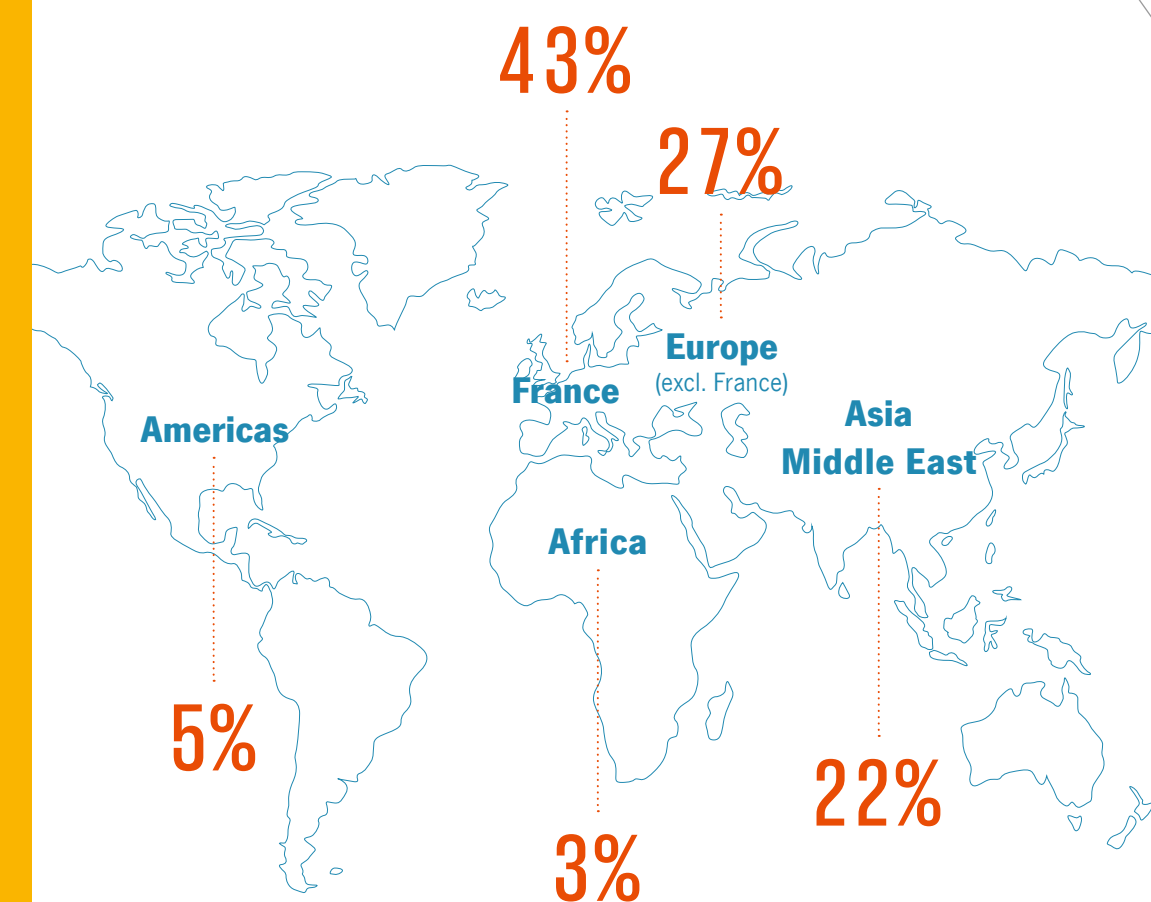 43%
27%
Europe
(excl. France)
France
Asia
Middle East
Americas
Africa
5%
22%
3%